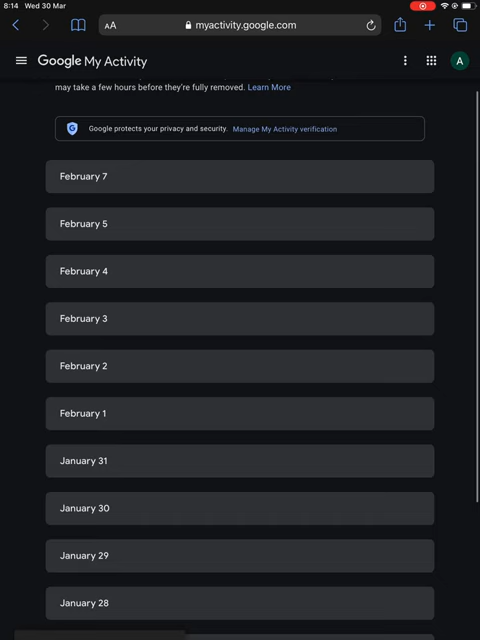 8:14 Wed 30 Mar
AA myactivity.google.com
Google My Activity
A
may take a few hours before they're fully removed. Learn More
Google protects your privacy and security. Manage My Activity verification
February 7
February 5
February 4
February 3
February 2
February 1
January 31
January 30
January 29
January 28